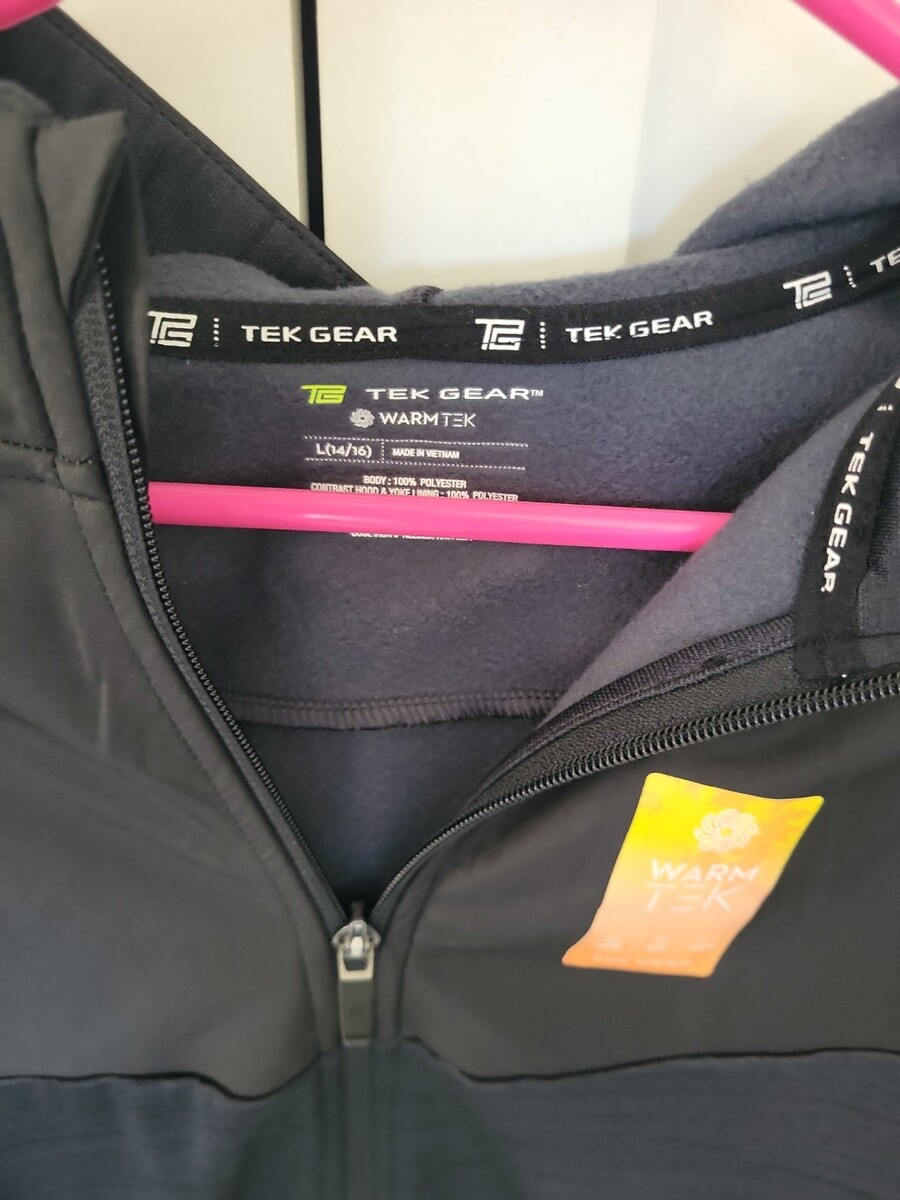 TEK GEAR TEK GEAR TE
TEK GEAR™
WARMTEK
L(14/16) MADE IN VIETNAM
BODY: 100% POLYESTER
CONTRAST HOOD & YOKE LINING - 100% POLYESTER
TEK GEAR
WARM
TEK
TEK GEAR